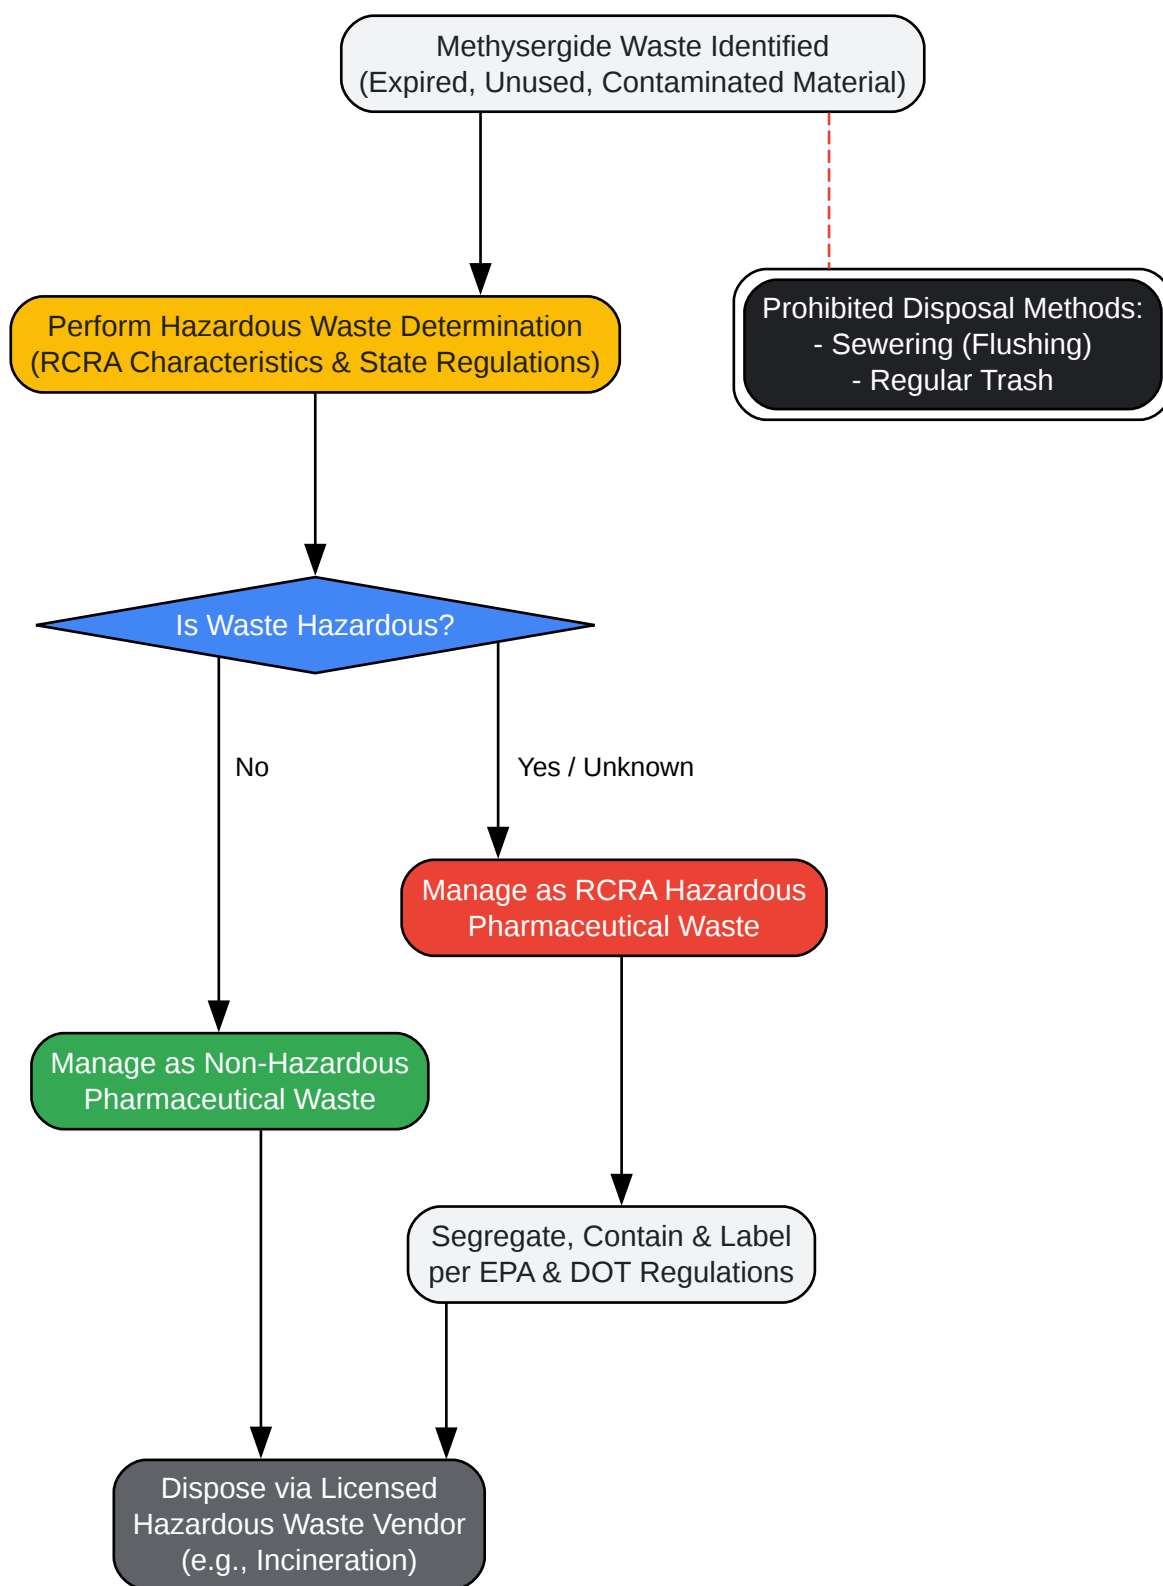 Methysergide Waste Identified
(Expired, Unused, Contaminated Material)
Perform Hazardous Waste Determination
(RCRA Characteristics & State Regulations)
Prohibited Disposal Methods:
- Sewering (Flushing)
- Regular Trash
Is Waste Hazardous?
No
Yes / Unknown
Manage as RCRA Hazardous
Pharmaceutical Waste
Manage as Non-Hazardous
Pharmaceutical Waste
Segregate, Contain & Label
per EPA & DOT Regulations
Dispose via Licensed
Hazardous Waste Vendor
(e.g., Incineration)